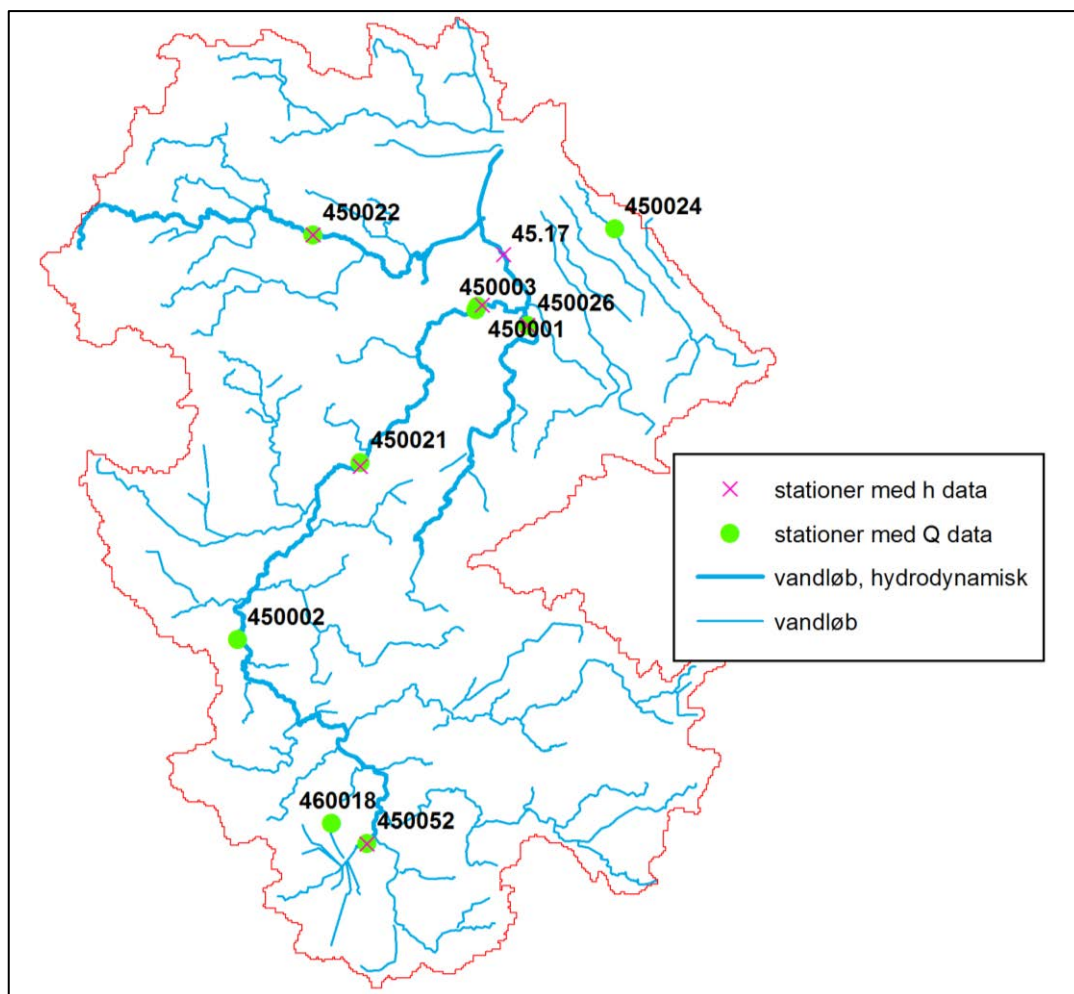 450024
450022
45.17
450003
450026
450001
450021
stationer med h data
stationer med Q data
vandløb, hydrodynamisk
vandløb
450002
460018
450052